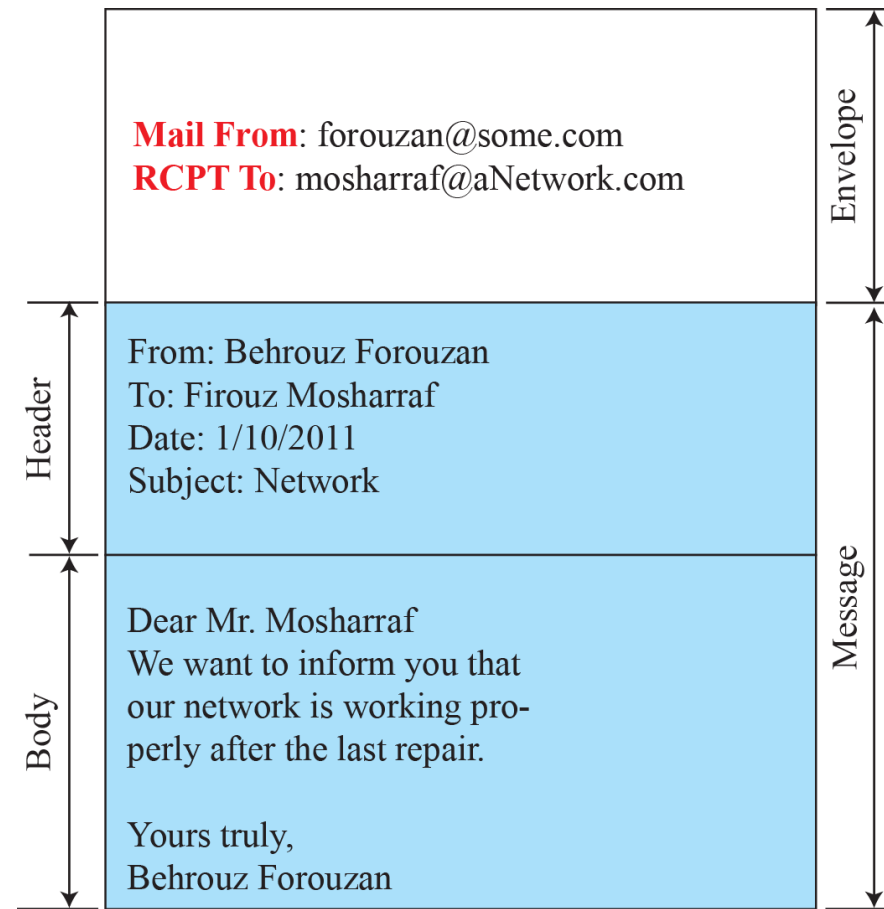 Mail From: forouzan@some.com
RCPT To: mosharraf@aNetwork.com
Envelope
Header
From: Behrouz Forouzan
To: Firouz Mosharraf
Date: 1/10/2011
Subject: Network
Message
Body
Dear Mr. Mosharraf
We want to inform you that
our network is working pro-
perly after the last repair.
Yours truly,
Behrouz Forouzan